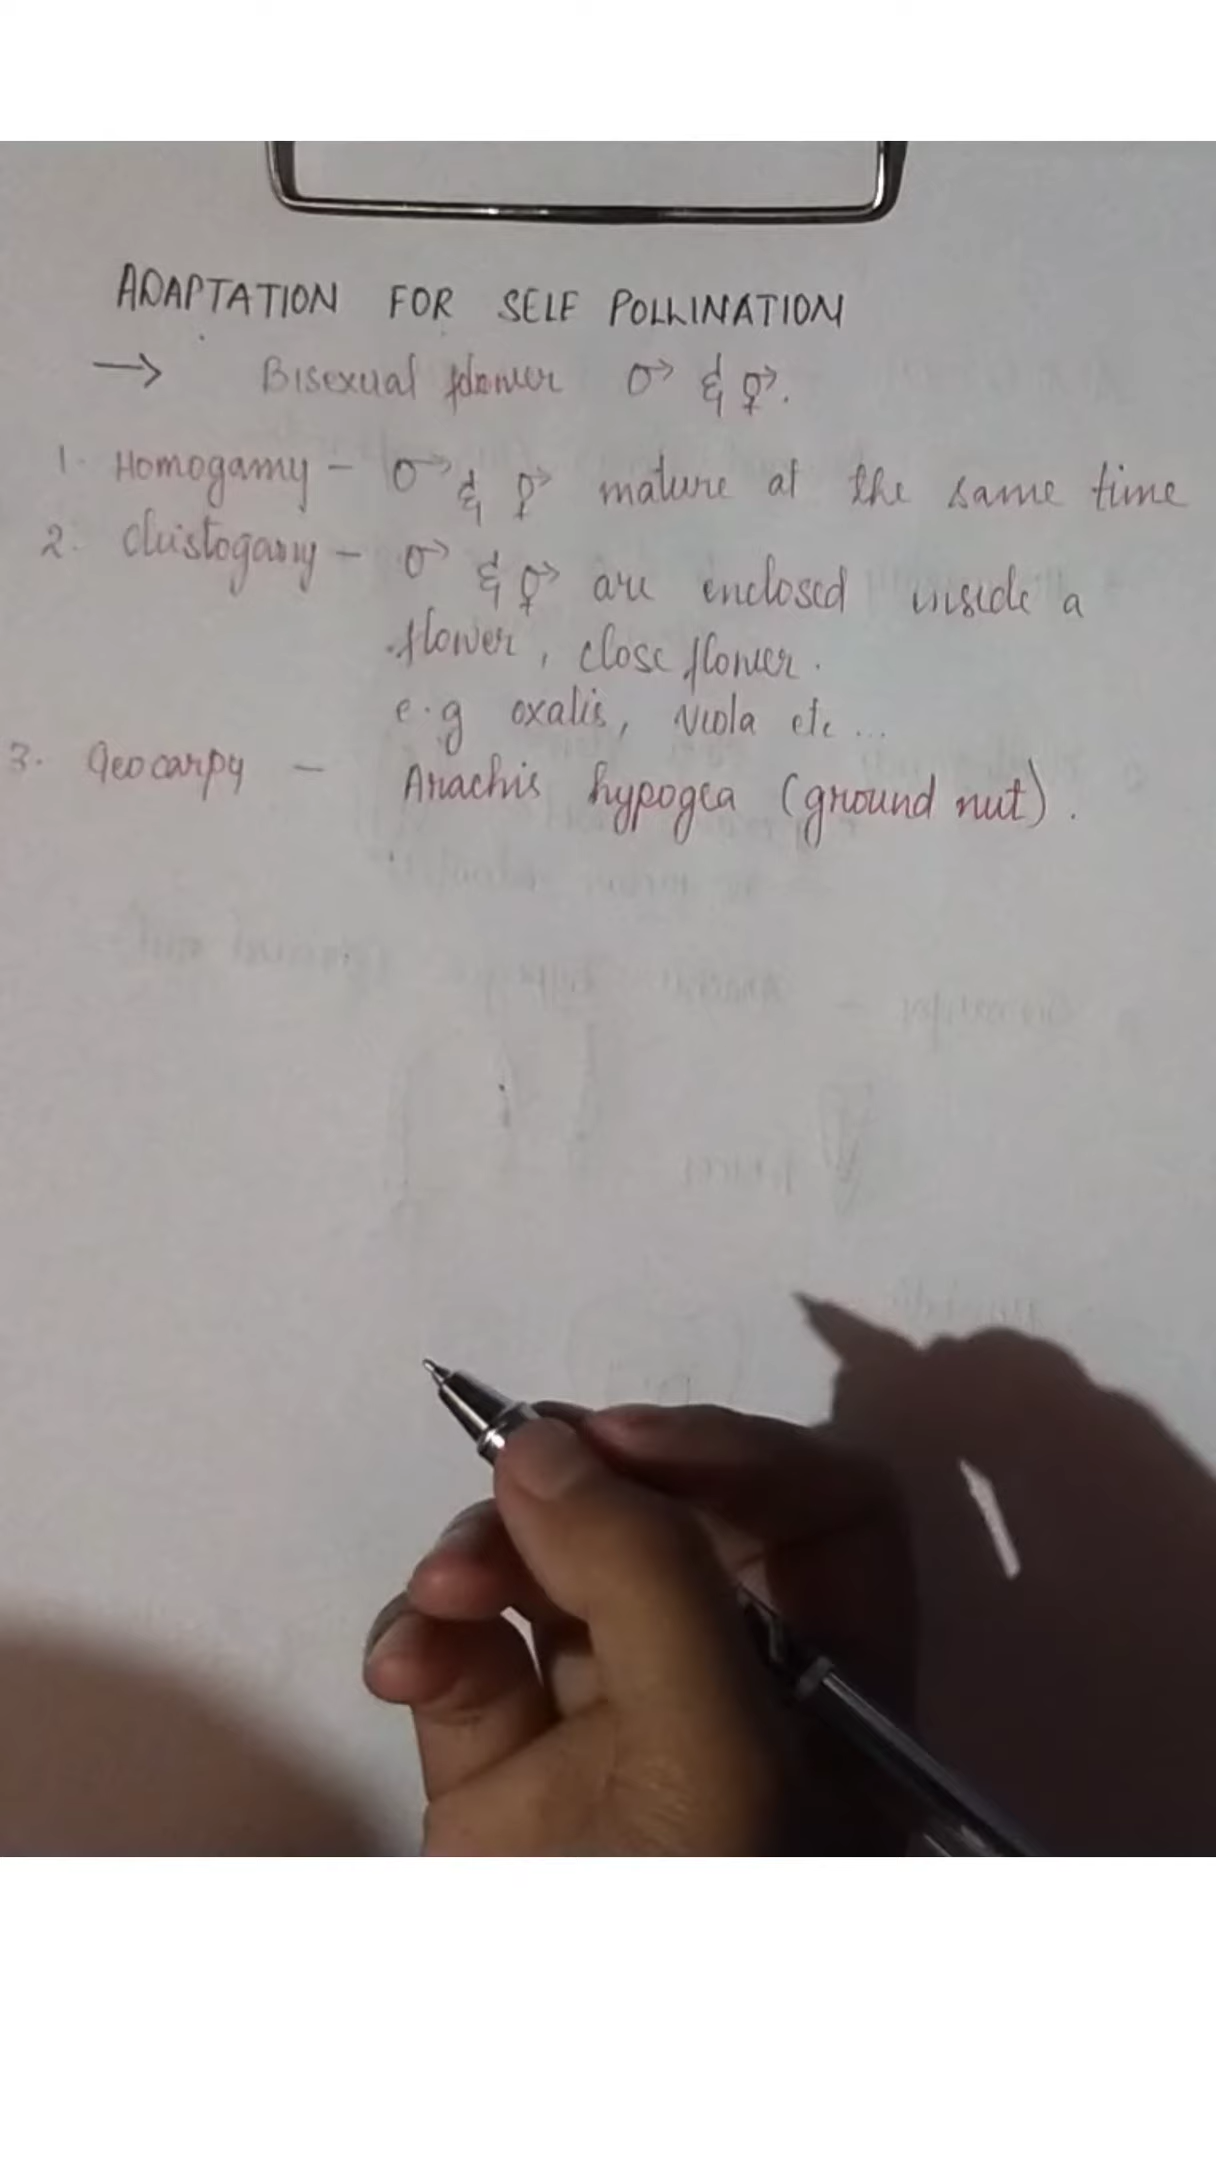 ADAPTATION FOR SELF POLLINATION
→ Bisexual flower ♂ & ⚥.
1. Homogamy - ♂ & ⚥ mature at the same time
2. Cluistogamy - ♂ & ⚥ are enclosed inside a
flower, close flower.
e.g oxalis, Viola etc...
3. Geocarpy - Arachis hypogea (ground nut).